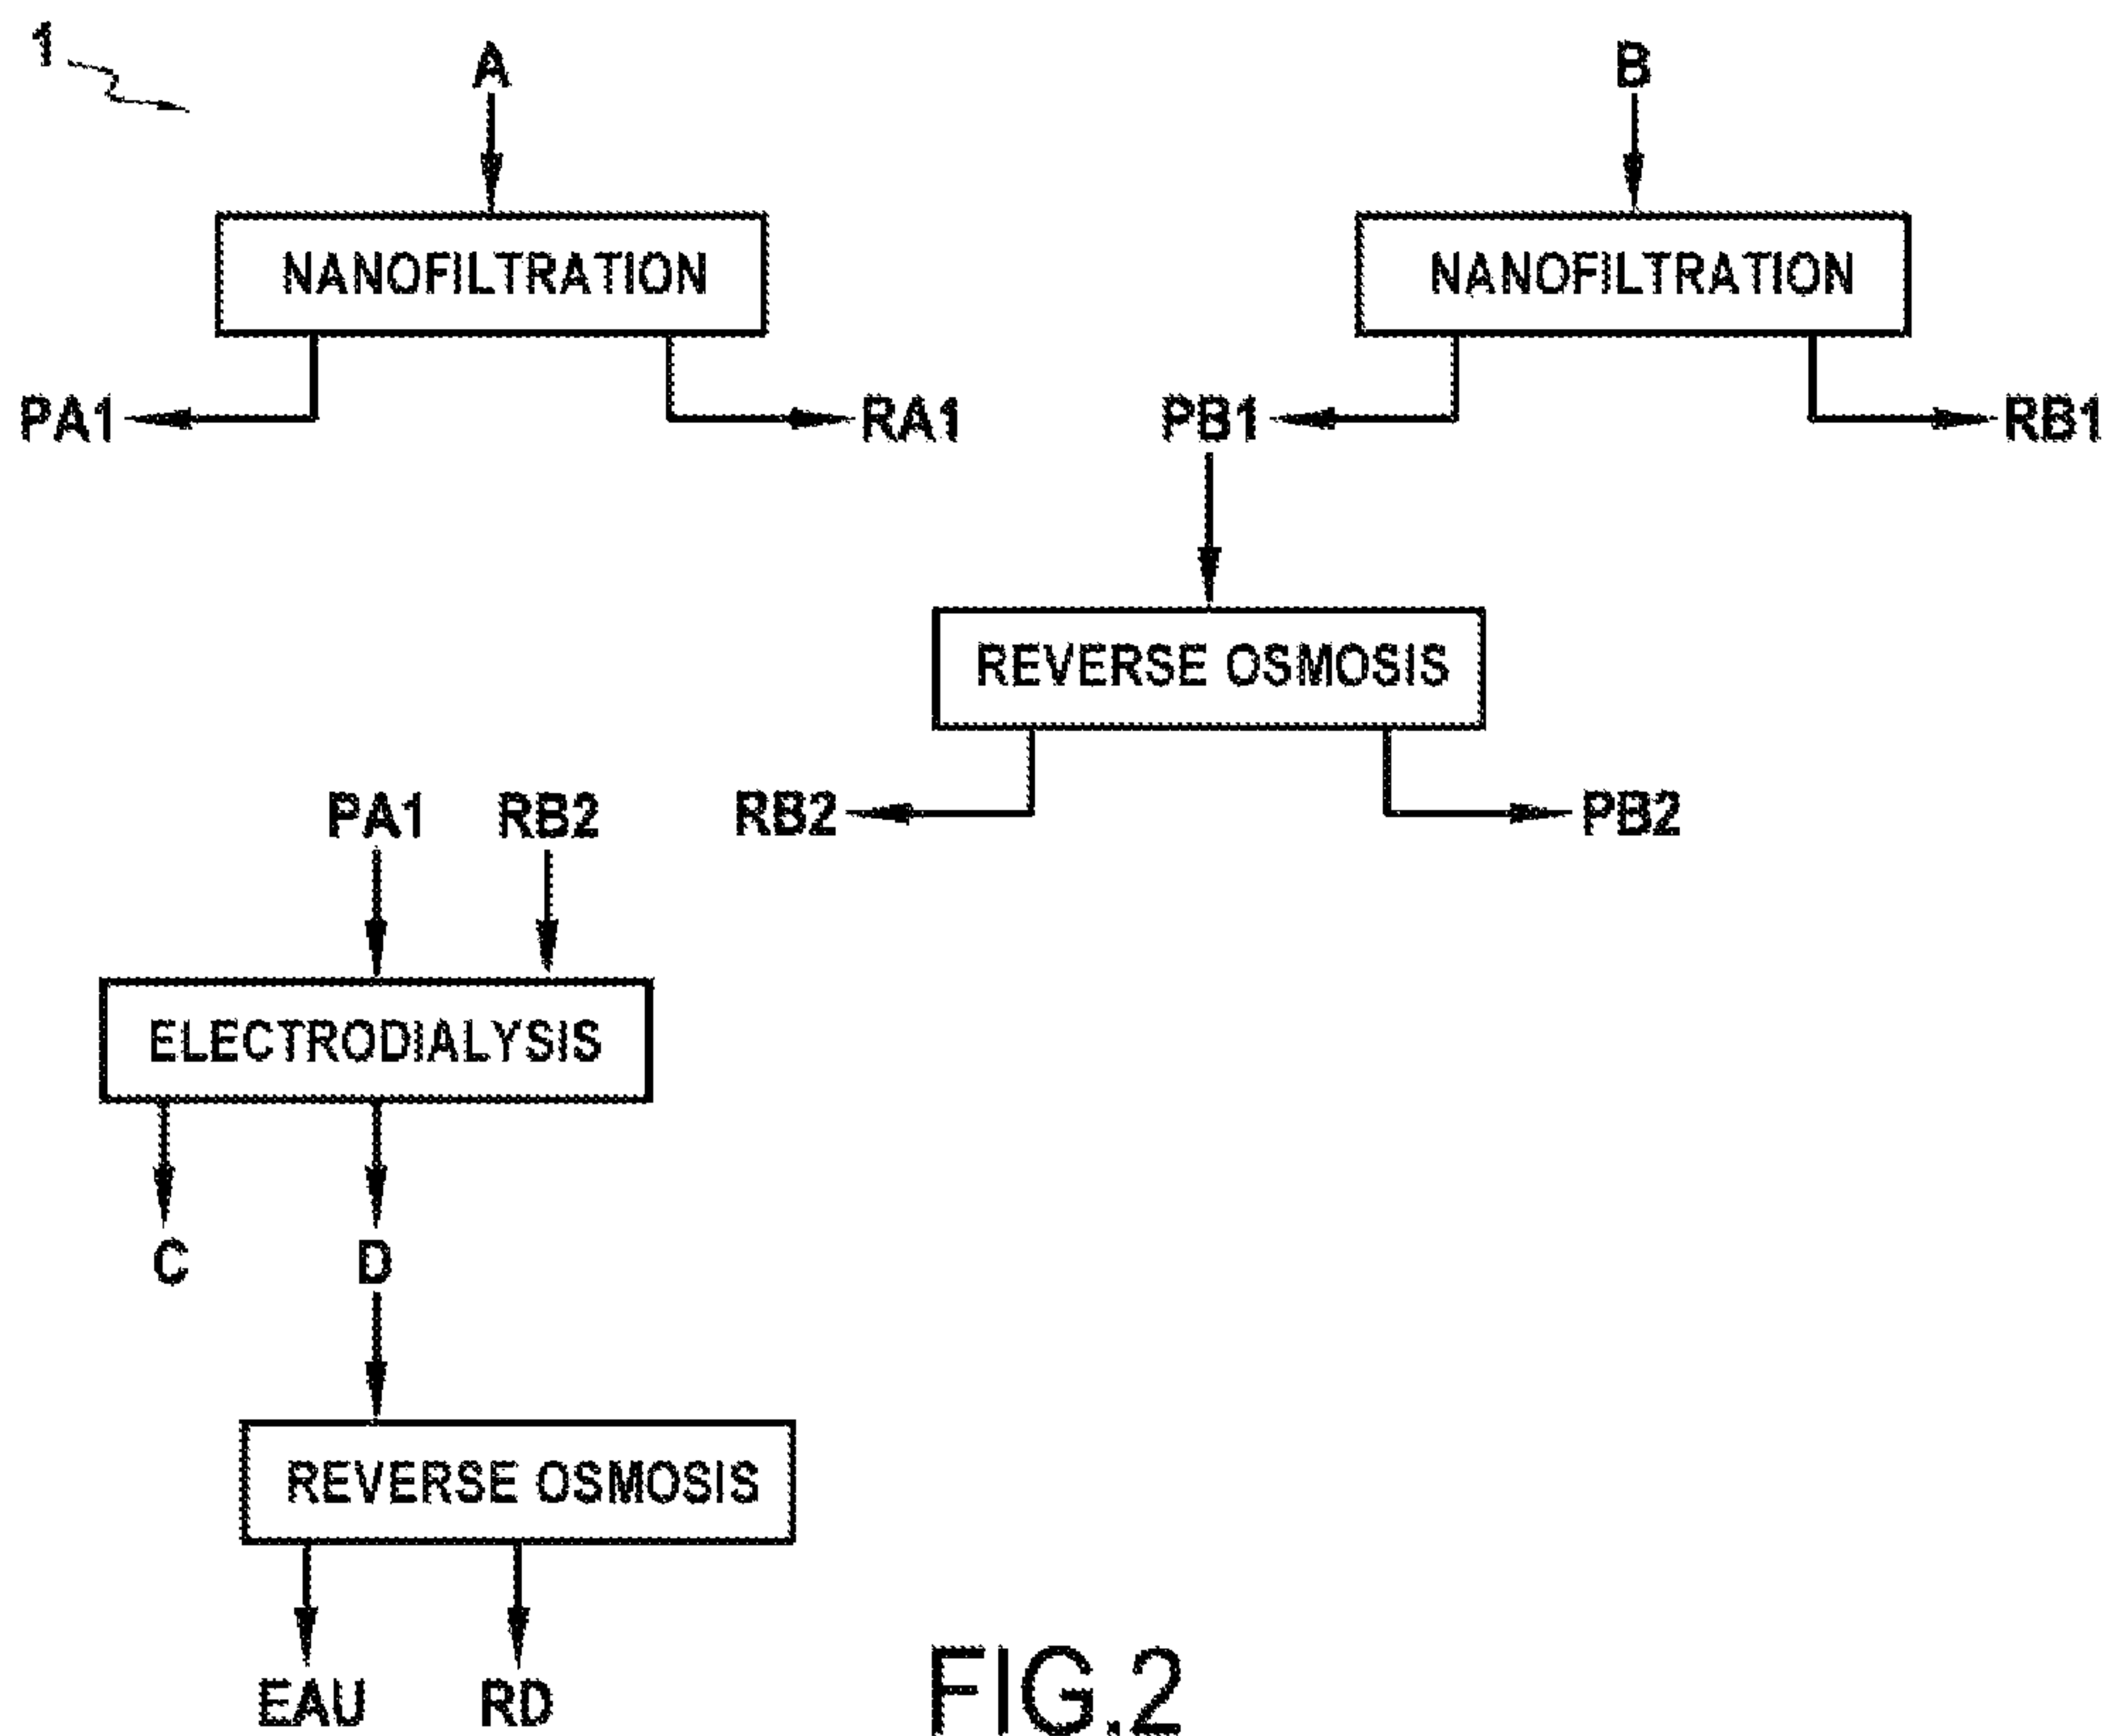 1
A B
NANOFILTRATION NANOFILTRATION
PA1 RA1 PB1 RB1
REVERSE OSMOSIS
PA1 RB2 RB2 PB2
ELECTRODIALYSIS
C D
REVERSE OSMOSIS
EAU RD
FIG.2